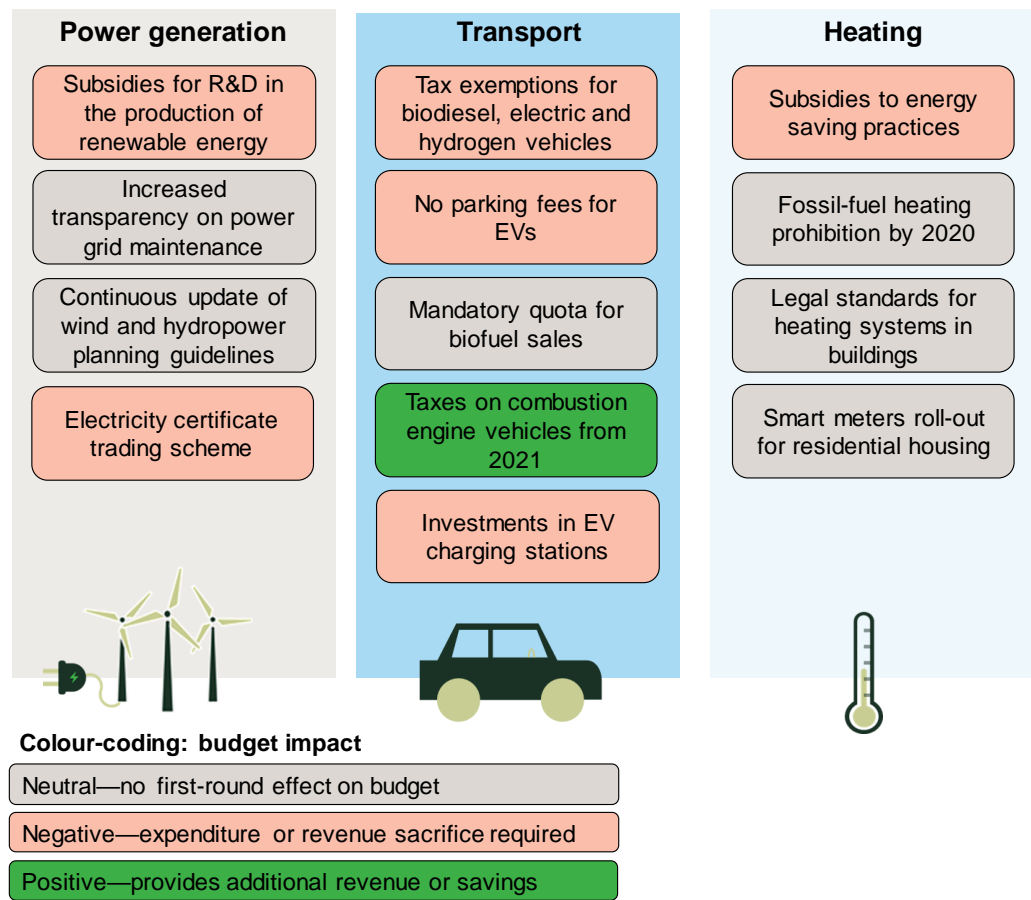 Power generation
Subsidies for R&D in
the production of
renewable energy
Increased
transparency on power
grid maintenance
Continuous update of
wind and hydropower
planning guidelines
Electricity certificate
trading scheme
Transport
Tax exemptions for
biodiesel, electric and
hydrogen vehicles
No parking fees for
EVs
Mandatory quota for
biofuel sales
Taxes on combustion
engine vehicles from
2021
Investments in EV
charging stations
Heating
Subsidies to energy
saving practices
Fossil-fuel heating
prohibition by 2020
Legal standards for
heating systems in
buildings
Smart meters roll-out
for residential housing
Colour-coding: budget impact
Neutral—no first-round effect on budget
Negative—expenditure or revenue sacrifice required
Positive—provides additional revenue or savings